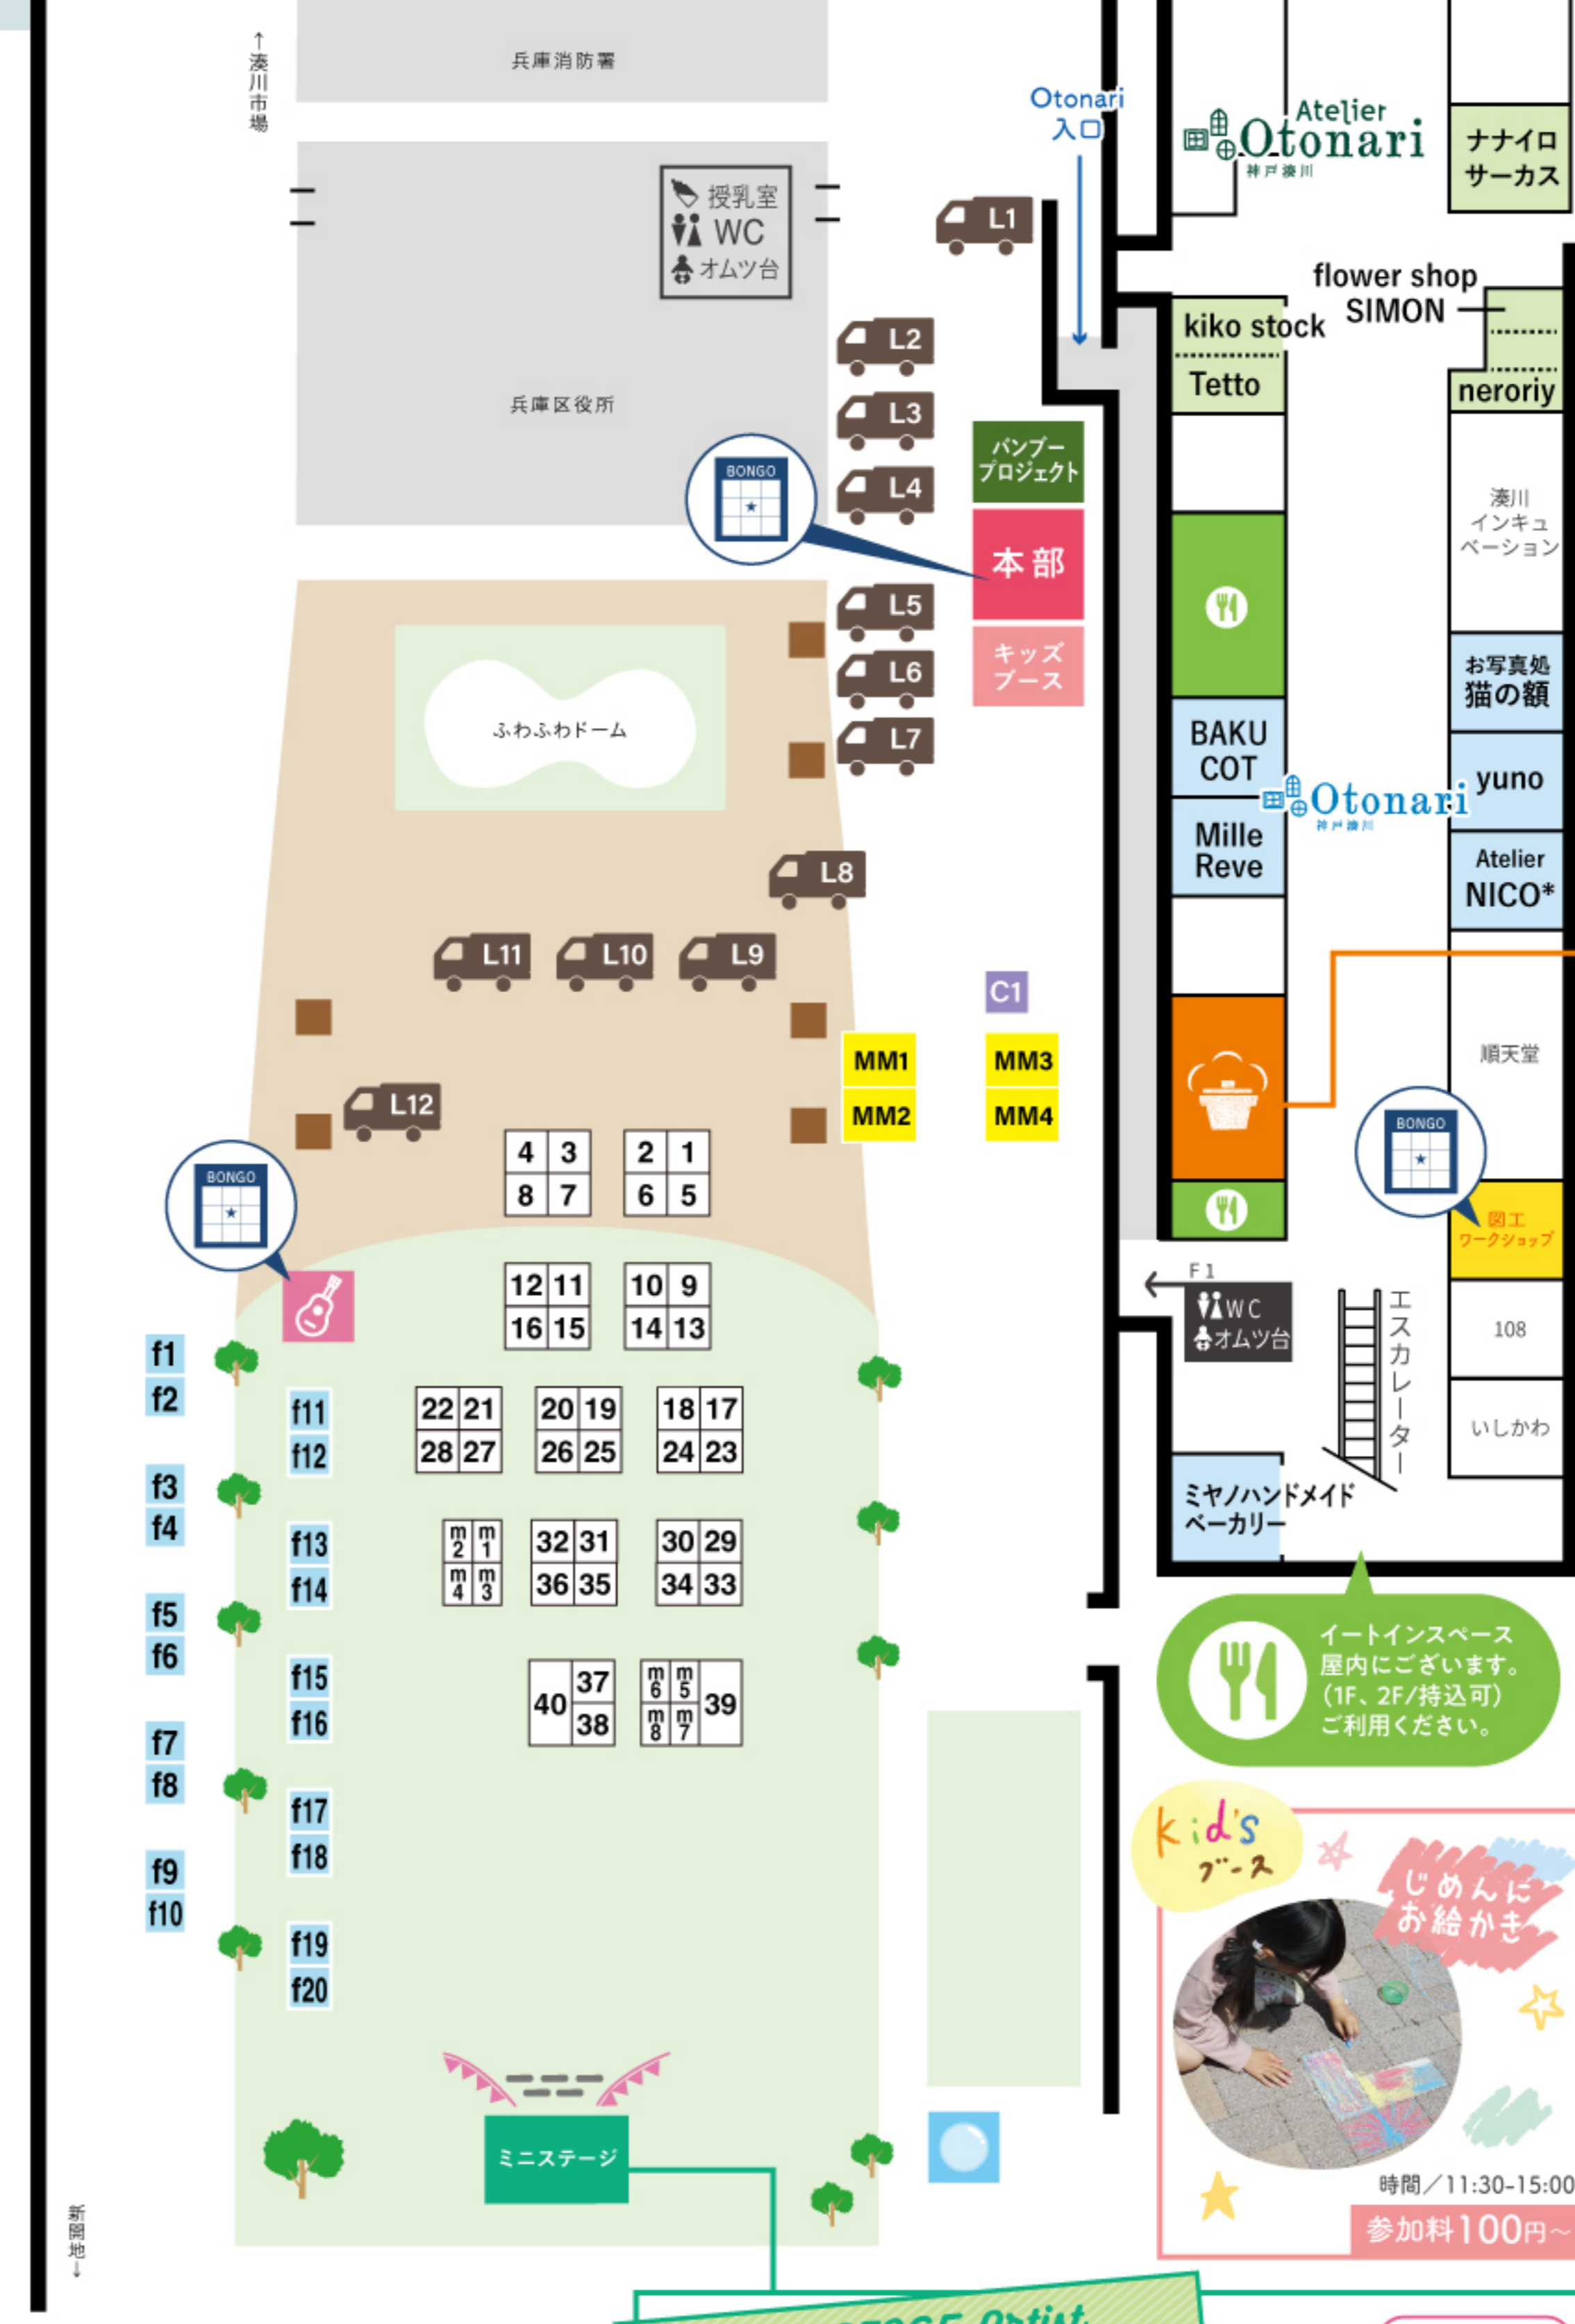 ↑湊川市場
兵庫消防署
授乳室
WC
オムツ台
兵庫区役所
Otonari
入口
L1
L2
L3
L4
BONGO
バンブー
プロジェクト
本部
キッズ
ブース
L5
L6
L7
ふわふわドーム
L8
L11 L10 L9
L12
C1
MM1 MM3
MM2 MM4
4 3 2 1
8 7 6 5
BONGO
12 11 10 9
16 15 14 13
22 21 20 19 18 17
28 27 26 25 24 23
m2 m1 32 31 30 29
m4 m3 36 35 34 33
40 37 m6 m5 39
38 m8 m7
f1
f2
f3
f4
f5
f6
f7
f8
f9
f10
f11
f12
f13
f14
f15
f16
f17
f18
f19
f20
ミニステージ
新開地→
Atelier
Otonari
神戸湊川
ナナイロ
サーカス
flower shop
SIMON
kiko stock
Tetto
neroriy
湊川
インキュ
ベーション
お写真処
猫の額
BAKU
COT
yuno
Otonari
神戸湊川
Mille
Reve
Atelier
NICO*
順天堂
BONGO
図工
ワークショップ
F1
WC
オムツ台
エスカレーター
108
いしかわ
ミヤノハンドメイド
ベーカリー
イートインスペース
屋内にございます。
(1F、2F/持込可)
ご利用ください。
kid's
ブース
じめんに
お絵かき
時間／11:30-15:00
参加料100円～
Artist